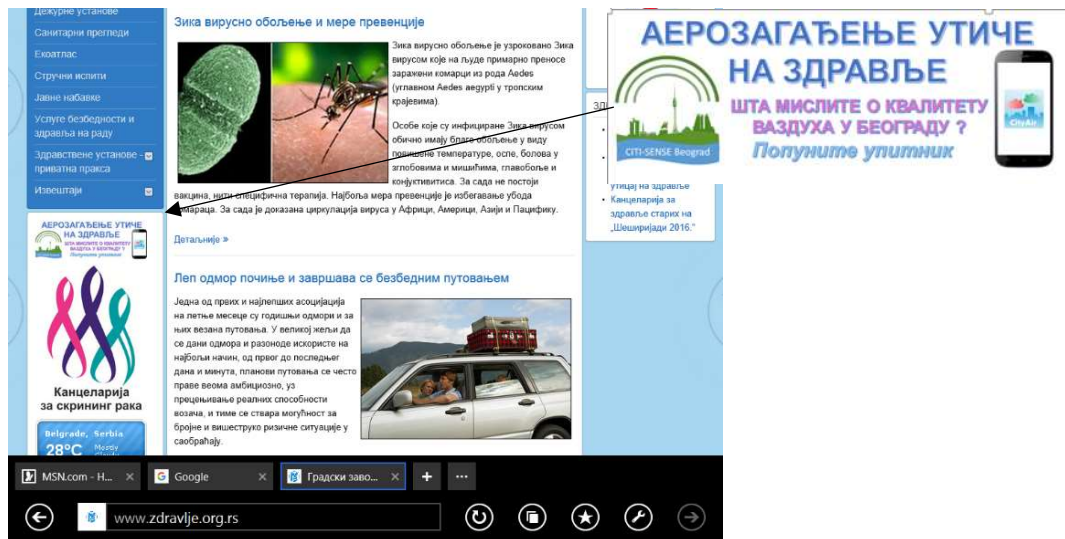 Дежурне установе
Санитарни прегледи
Екоатлас
Стручни испити
Јавне набавке
Услуге безбедности и
здравља на раду
Здравствене установе -
приватна пракса
Извештаји
АЕРОЗАГАЂЕЊЕ УТИЧЕ
НА ЗДРАВЉЕ
ШТА МИСЛИТЕ О КВАЛИТЕТУ
ВАЗДУХА У БЕОГРАДУ ?
Попуните упитник
Канцеларија
за скрининг рака
Belgrade, Serbia
28°C Mostly
Зика вирусно обољење и мере превенције
Зика вирусно обољење је узроковано Зика
вирусом које на људе примарно преносе
заражени комарци из рода Aedes
(углавном Aedes aegypti у тропским
крајевима).
Особе које су инфициране Зика вирусом
обично имају благо обољење у виду
повишене температуре, оспе, болова у
зглобовима и мишићима, главобоље и
конјуктивитиса. За сада не постоји
вакцина, нити специфична терапија. Најбоља мера превенције је избегавање убода
комараца. За сада је доказана циркулација вируса у Африци, Америци, Азији и Пацифику.
Детаљније »
Леп одмор почиње и завршава се безбедним путовањем
Једна од првих и најлепших асоцијација
на летње месеце су годишњи одмори и за
њих везана путовања. У великој жељи да
се дани одмора и разоноде искористе на
најбољи начин, од првог до последњег
дана и минута, планови путовања се често
праве веома амбициозно, уз
прецењивање реалних способности
возача, и тиме се ствара могућност за
бројне и вишеструко ризичне ситуације у
саобраћају.
АЕРОЗАГАЂЕЊЕ УТИЧЕ
НА ЗДРАВЉЕ
ШТА МИСЛИТЕ О КВАЛИТЕТУ
ВАЗДУХА У БЕОГРАДУ ?
Попуните упитник
CITI-SENSE Beograd
CityAir
утицај на здравље
Канцеларија за
здравље старих на
„Шеширијади 2016."
MSN.com - H...
Google
Градски заво...
www.zdravlje.org.rs